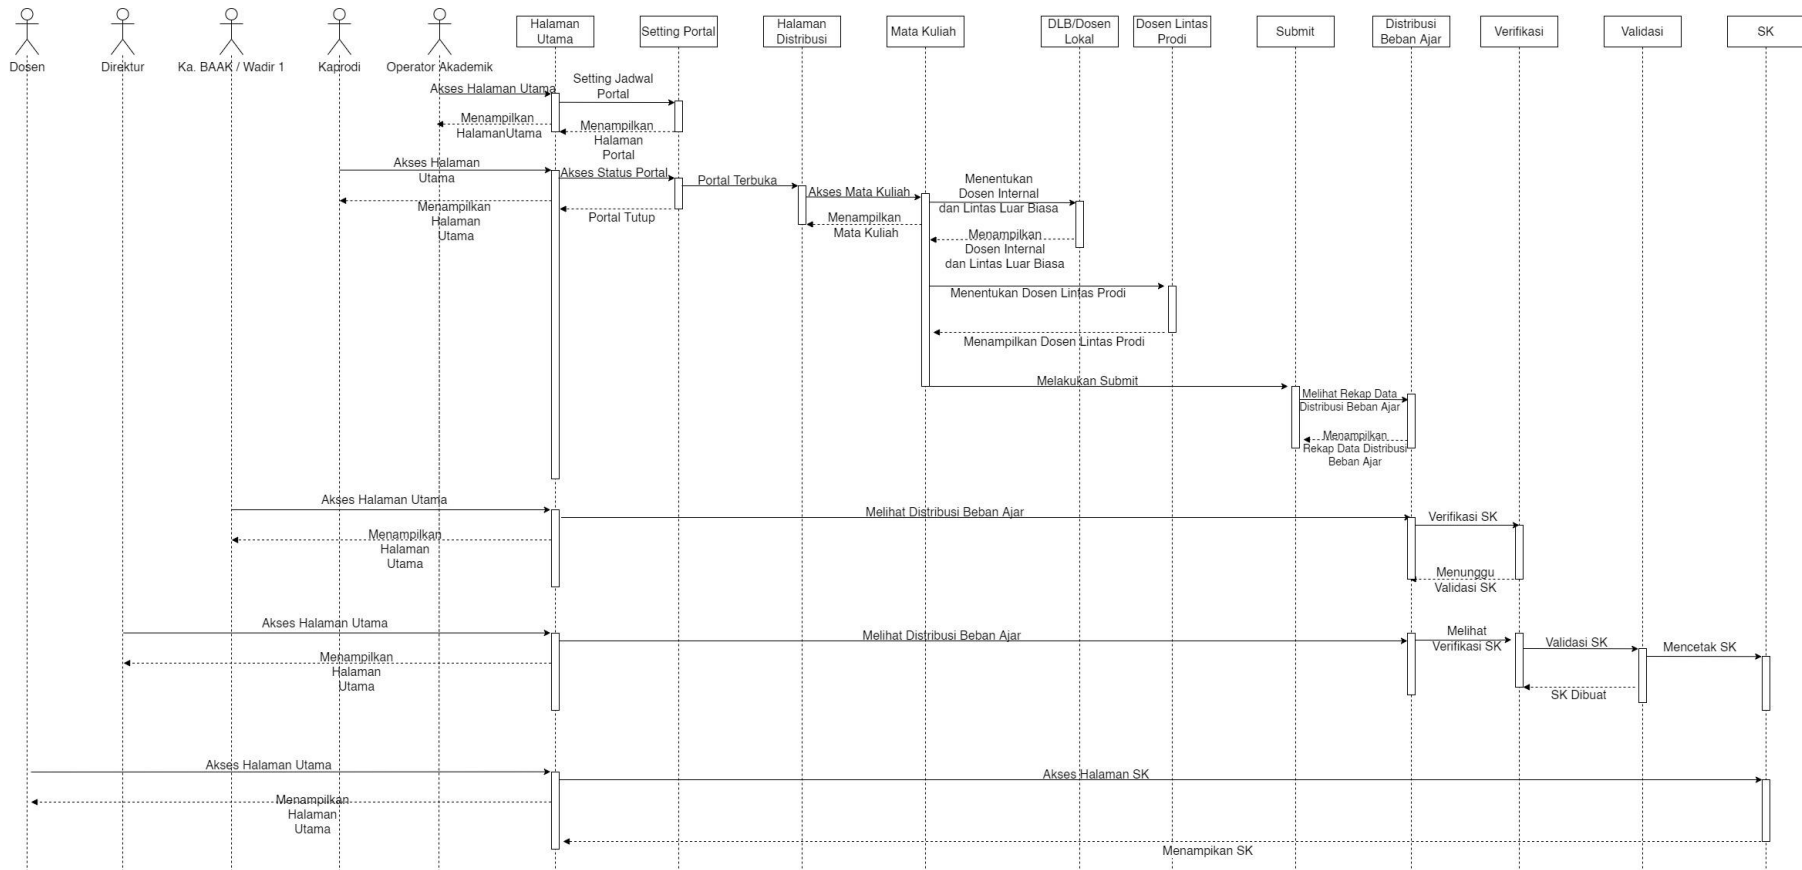 Dosen
Direktur
Ka. BAAK / Wadir 1
Kaprodi
Operator Akademik
Halaman
Utama
Setting Portal
Halaman
Distribusi
Mata Kuliah
DLB/Dosen
Lokal
Dosen Lintas
Prodi
Submit
Distribusi
Beban Ajar
Verifikasi
Validasi
SK
Akses Halaman Utama
Setting Jadwal
Portal
Menampilkan
HalamanUtama
Menampilkan
Halaman
Portal
Akses Halaman
Utama
Akses Status Portal
Portal Terbuka
Akses Mata Kuliah
Menentukan
Dosen Internal
dan Lintas Luar Biasa
Menampilkan
Halaman
Utama
Portal Tutup
Menampilkan
Mata Kuliah
Menampilkan
Dosen Internal
dan Lintas Luar Biasa
Menentukan Dosen Lintas Prodi
Menampilkan Dosen Lintas Prodi
Melakukan Submit
Melihat Rekap Data
Distribusi Beban Ajar
Menampilkan
Rekap Data Distribusi
Beban Ajar
Akses Halaman Utama
Melihat Distribusi Beban Ajar
Verifikasi SK
Menampilkan
Halaman
Utama
Menunggu
Validasi SK
Akses Halaman Utama
Melihat Distribusi Beban Ajar
Melihat
Verifikasi SK
Validasi SK
Mencetak SK
Menampilkan
Halaman
Utama
SK Dibuat
Akses Halaman Utama
Akses Halaman SK
Menampilkan
Halaman
Utama
Menampikan SK